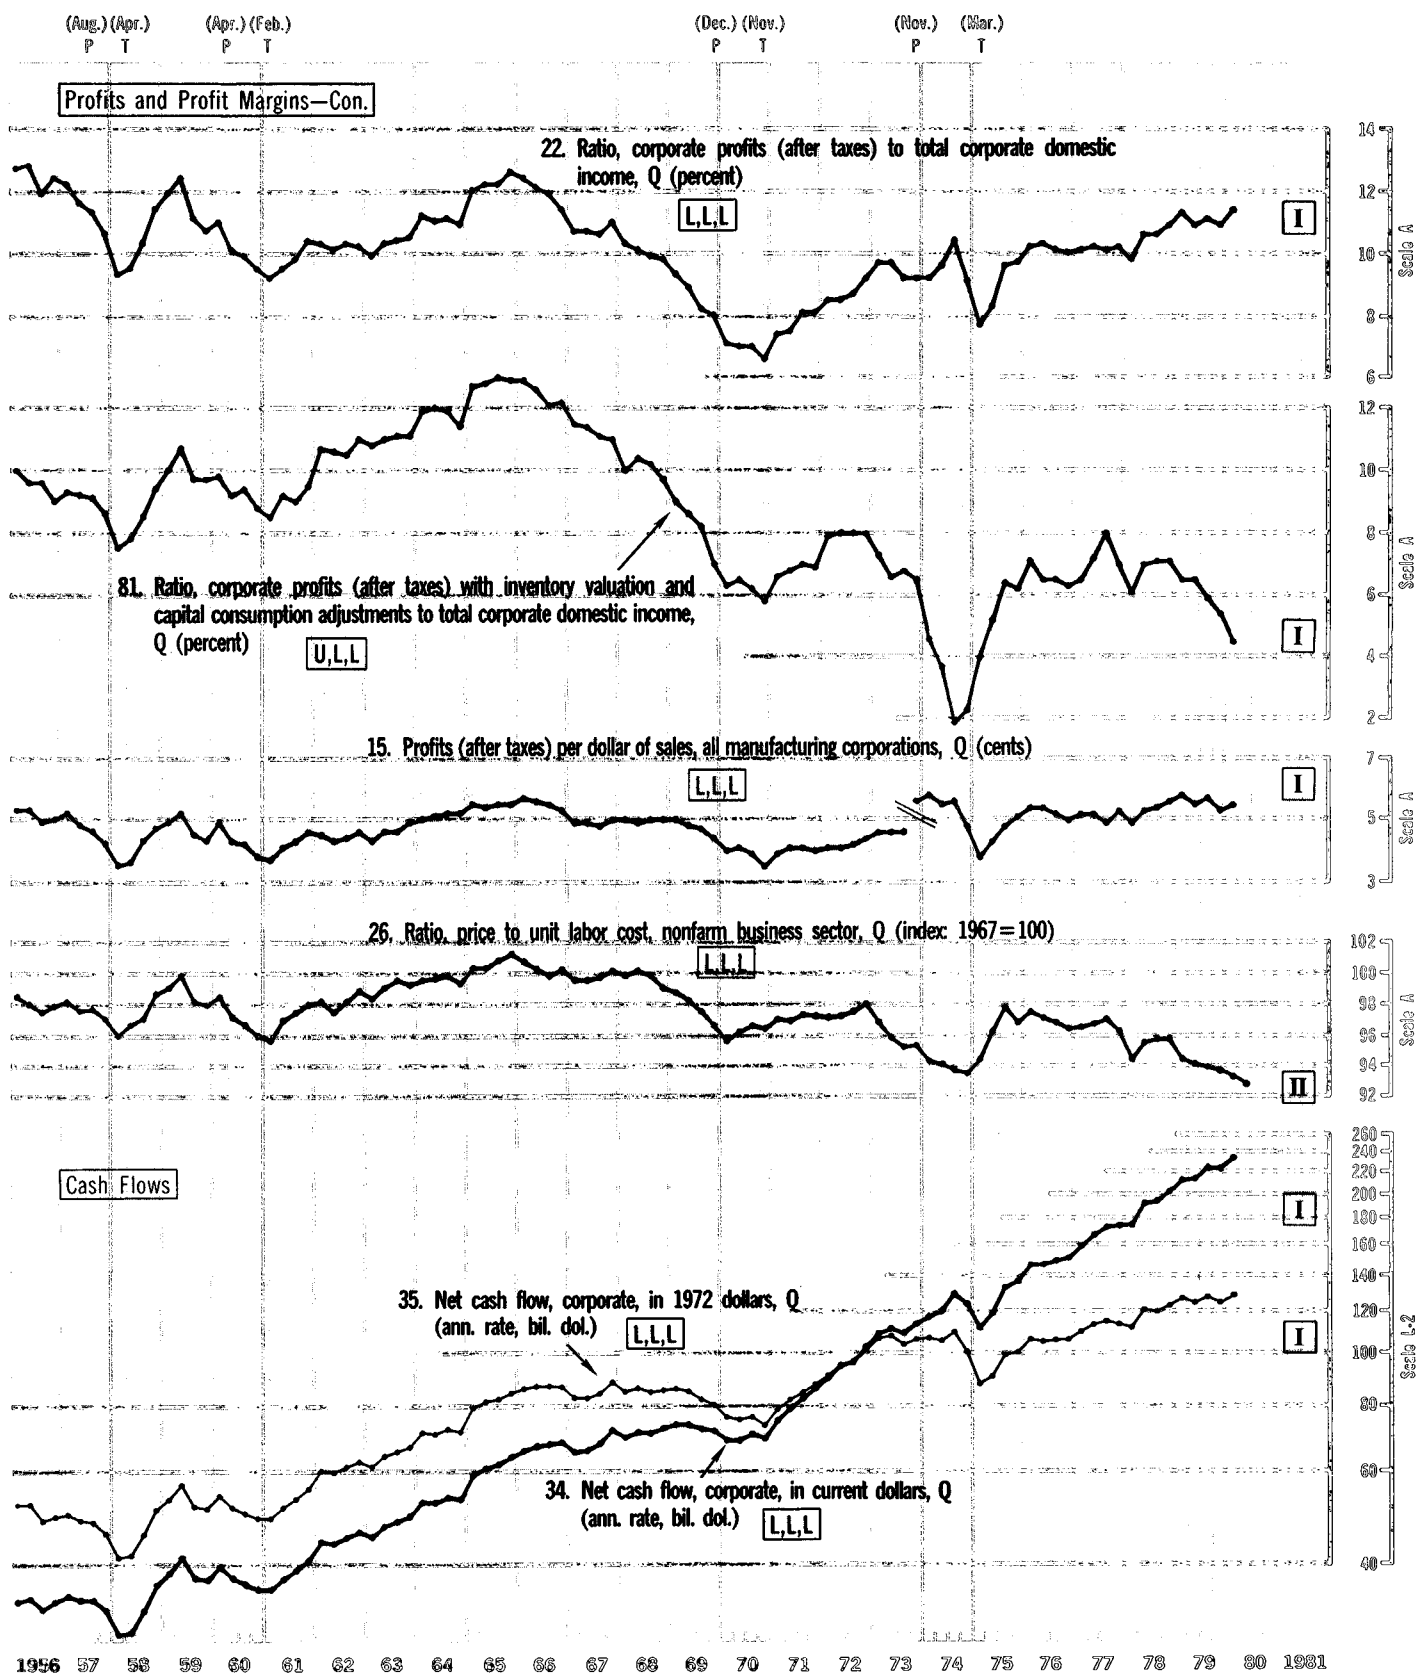 (Aug.) (Apr.) (Apr.) (Feb.) (Dec.) (Nov.) (Nov.) (Mar.)
P T P T P T P T
Profits and Profit Margins—Con.
22. Ratio, corporate profits (after taxes) to total corporate domestic
income, Q (percent)
L,L,L
I
14
12
10
8
6
Scale A
81. Ratio, corporate profits (after taxes) with inventory valuation and
capital consumption adjustments to total corporate domestic income,
Q (percent)
U,L,L
I
12
10
8
6
4
2
Scale A
15. Profits (after taxes) per dollar of sales, all manufacturing corporations, Q (cents)
L,L,L
I
7
5
3
Scale A
26. Ratio, price to unit labor cost, nonfarm business sector, Q (index: 1967=100)
L,L,L
II
102
100
98
96
94
92
Scale A
Cash Flows
35. Net cash flow, corporate, in 1972 dollars, Q
(ann. rate, bil. dol.)
L,L,L
34. Net cash flow, corporate, in current dollars, Q
(ann. rate, bil. dol.)
L,L,L
I
I
260
240
220
200
180
160
140
120
100
80
60
40
Scale L-2
1956 57 58 59 60 61 62 63 64 65 66 67 68 69 70 71 72 73 74 75 76 77 78 79 80 1981